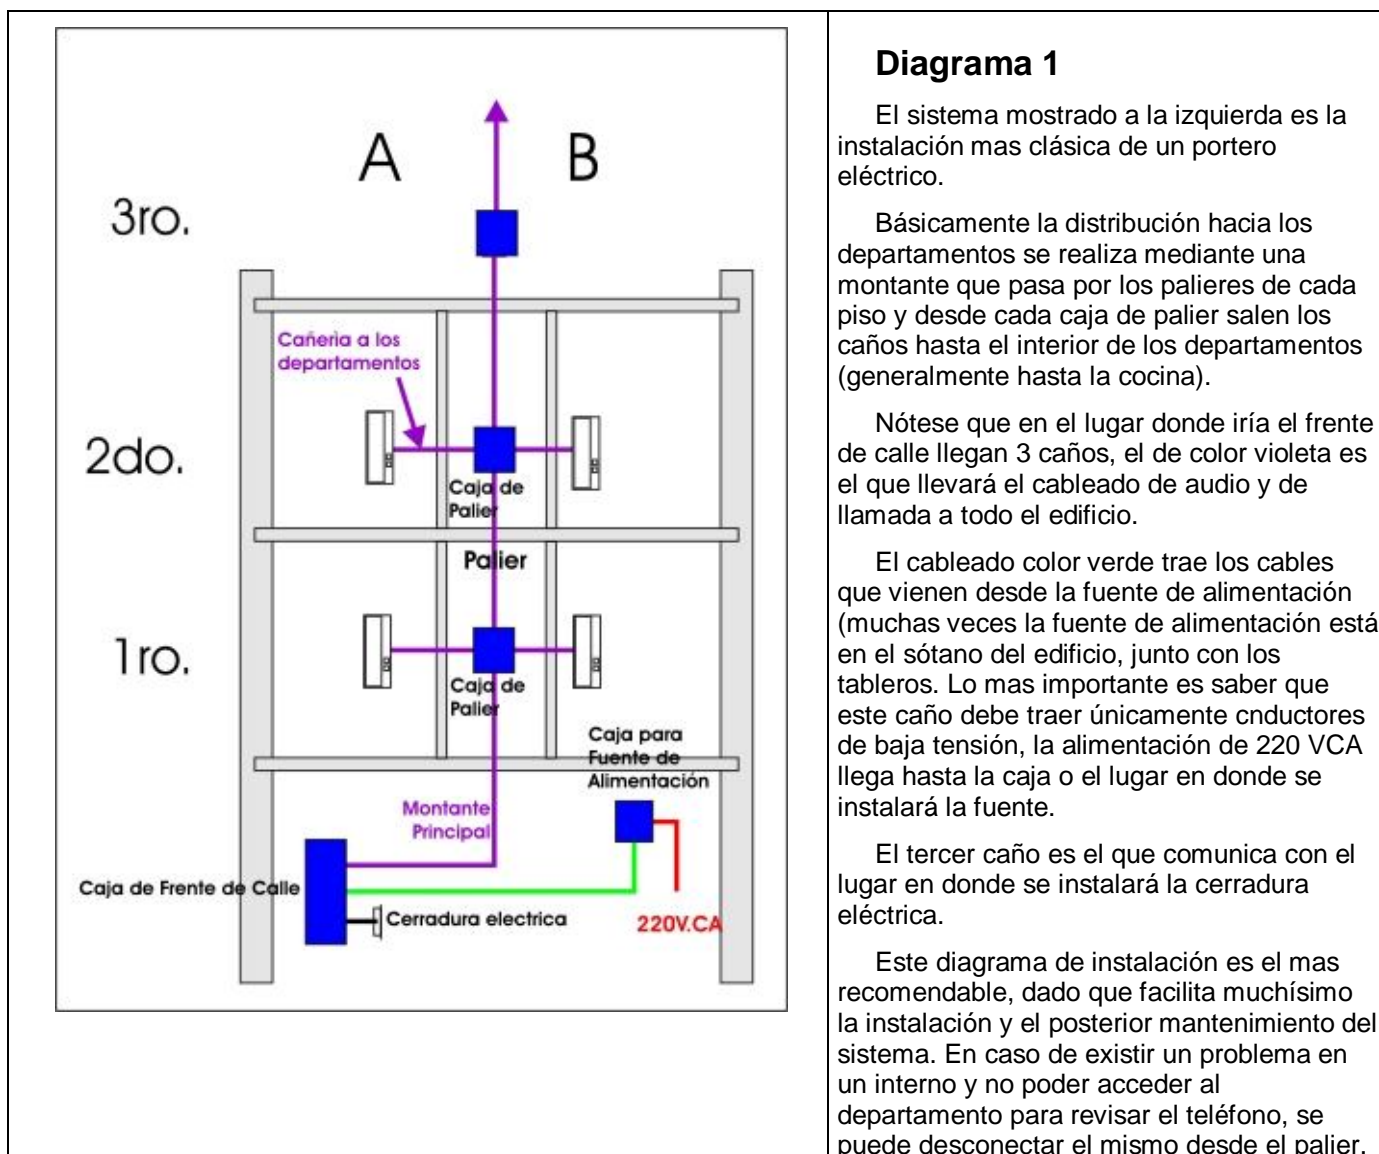 A
B
3ro.
Cañeria a los
departamentos
2do.
Caja de
Palier
Palier
1ro.
Caja de
Palier
Caja para
Fuente de
Alimentación
Montante
Principal
Caja de Frente de Calle
Cerradura electrica
220V.CA
Diagrama 1
El sistema mostrado a la izquierda es la
instalación mas clásica de un portero
eléctrico.
Básicamente la distribución hacia los
departamentos se realiza mediante una
montante que pasa por los palieres de cada
piso y desde cada caja de palier salen los
caños hasta el interior de los departamentos
(generalmente hasta la cocina).
Nótese que en el lugar donde iría el frente
de calle llegan 3 caños, el de color violeta es
el que llevará el cableado de audio y de
llamada a todo el edificio.
El cableado color verde trae los cables
que vienen desde la fuente de alimentación
(muchas veces la fuente de alimentación está
en el sótano del edificio, junto con los
tableros. Lo mas importante es saber que
este caño debe traer únicamente cnductores
de baja tensión, la alimentación de 220 VCA
llega hasta la caja o el lugar en donde se
instalará la fuente.
El tercer caño es el que comunica con el
lugar en donde se instalará la cerradura
eléctrica.
Este diagrama de instalación es el mas
recomendable, dado que facilita muchísimo
la instalación y el posterior mantenimiento del
sistema. En caso de existir un problema en
un interno y no poder acceder al
departamento para revisar el teléfono, se
puede desconectar el mismo desde el palier.